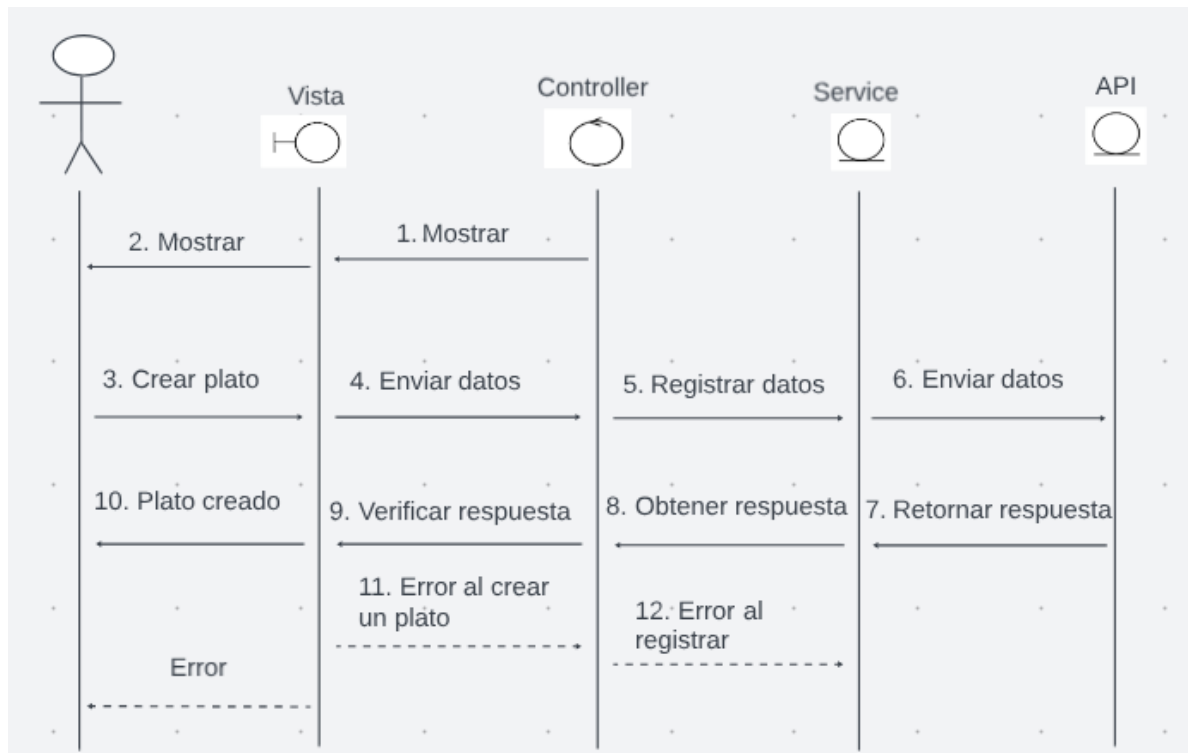 Vista
Controller
Service
API
2. Mostrar
1. Mostrar
3. Crear plato
4. Enviar datos
5. Registrar datos
6. Enviar datos
10. Plato creado
9. Verificar respuesta
8. Obtener respuesta
7. Retornar respuesta
11. Error al crear
un plato
12. Error al
registrar
Error